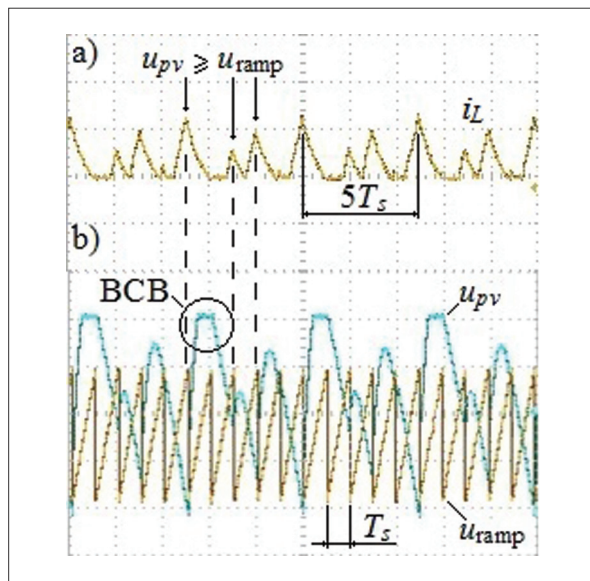 a)
u_pv ⩾ u_ramp
i_L
5T_s
b)
BCB
u_pv
T_s
u_ramp